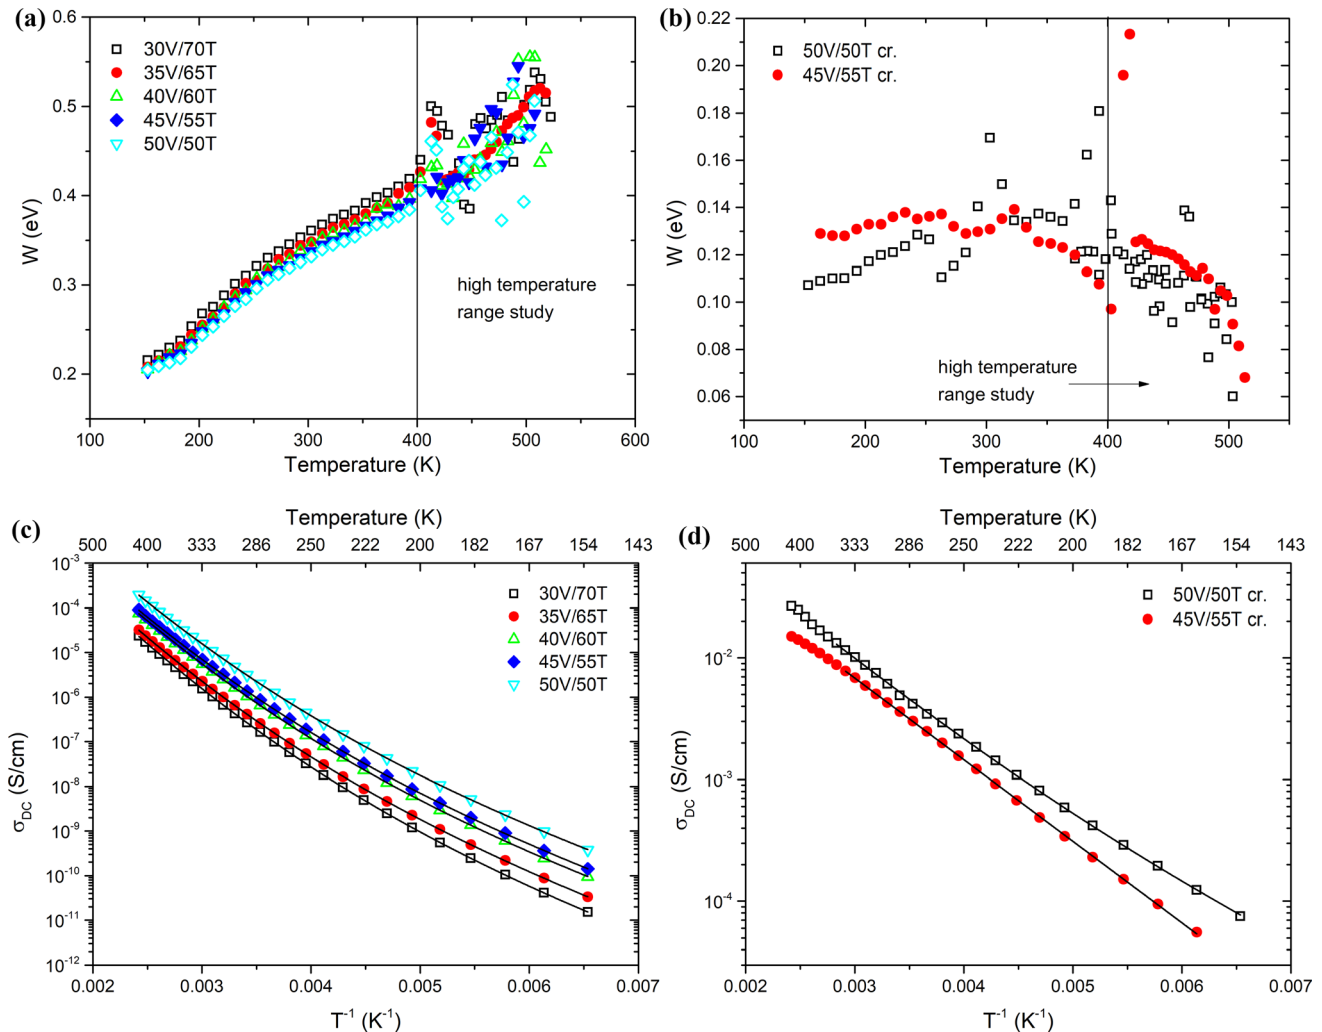 (a)
0.6
0.5
0.4
0.3
0.2
W (eV)
30V/70T
35V/65T
40V/60T
45V/55T
50V/50T
high temperature
range study
100 200 300 400 500 600
Temperature (K)
(b)
0.22
0.20
0.18
0.16
0.14
0.12
0.10
0.08
0.06
W (eV)
50V/50T cr.
45V/55T cr.
high temperature
range study
100 200 300 400 500
Temperature (K)
(c)
Temperature (K)
500 400 333 286 250 222 200 182 167 154 143
10⁻³
10⁻⁴
10⁻⁵
10⁻⁶
10⁻⁷
10⁻⁸
10⁻⁹
10⁻¹⁰
10⁻¹¹
10⁻¹²
σDC (S/cm)
30V/70T
35V/65T
40V/60T
45V/55T
50V/50T
0.002 0.003 0.004 0.005 0.006 0.007
T⁻¹ (K⁻¹)
(d)
Temperature (K)
500 400 333 286 250 222 200 182 167 154 143
10⁻²
10⁻³
10⁻⁴
σDC (S/cm)
50V/50T cr.
45V/55T cr.
0.002 0.003 0.004 0.005 0.006 0.007
T⁻¹ (K⁻¹)